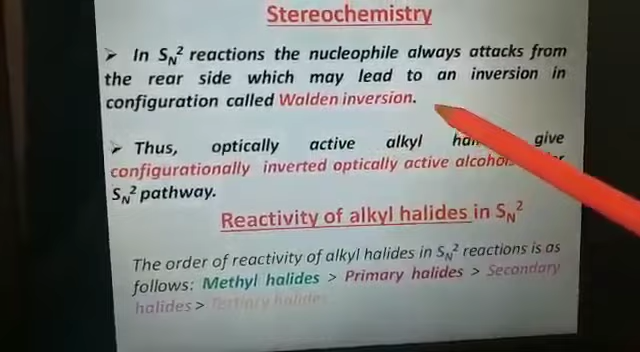 Stereochemistry
➢ In SN2 reactions the nucleophile always attacks from
the rear side which may lead to an inversion in
configuration called Walden inversion.
➢ Thus, optically active alkyl give
configurationally inverted optically active
SN2 pathway.
Reactivity of alkyl halides in SN2
The order of reactivity of alkyl halides in SN2 reactions is as
follows: Methyl halides > Primary halides > Secondary
halides > Tertiary halides